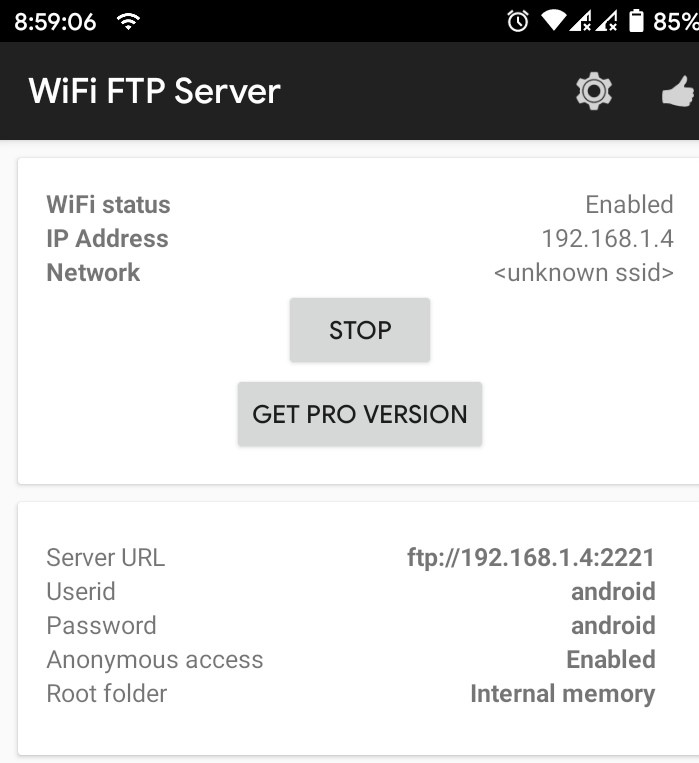 8:59:06 85%
WiFi FTP Server
WiFi status Enabled
IP Address 192.168.1.4
Network <unknown ssid>
STOP
GET PRO VERSION
Server URL ftp://192.168.1.4:2221
Userid android
Password android
Anonymous access Enabled
Root folder Internal memory